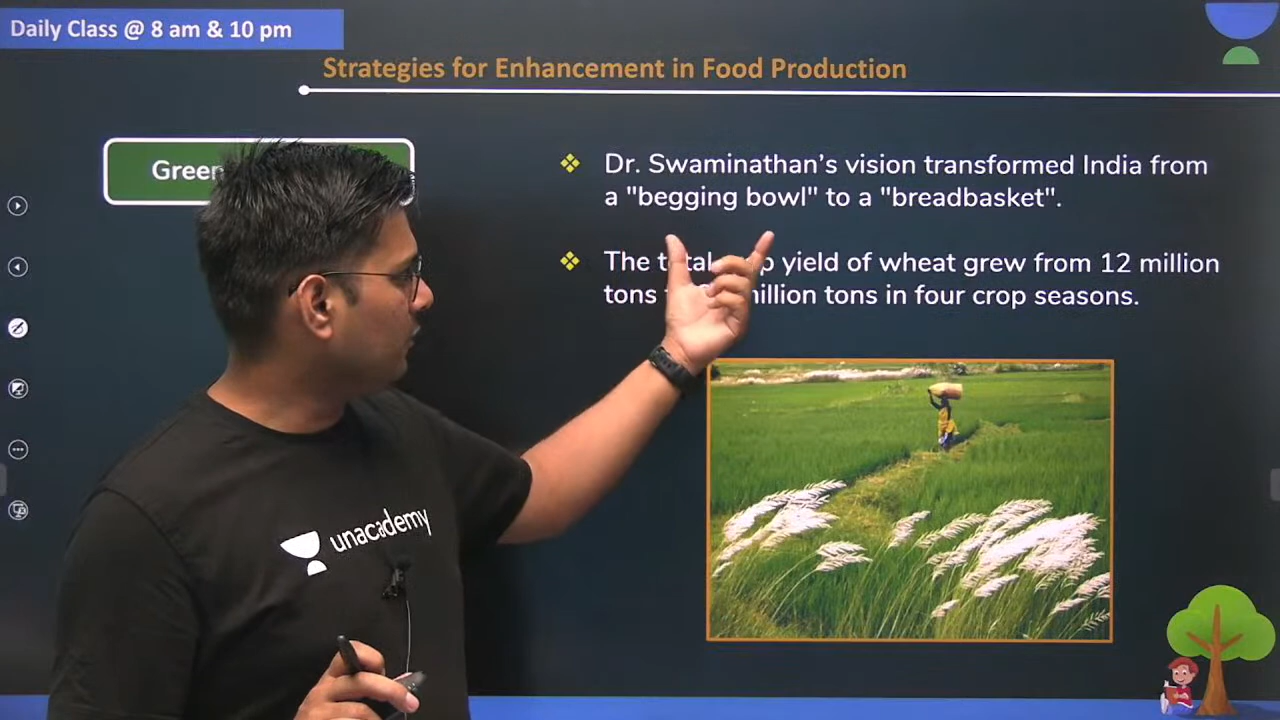 Daily Class @ 8 am & 10 pm
Strategies for Enhancement in Food Production
Green
Dr. Swaminathan's vision transformed India from
a "begging bowl" to a "breadbasket".
The total yield of wheat grew from 12 million
tons million tons in four crop seasons.
unacademy